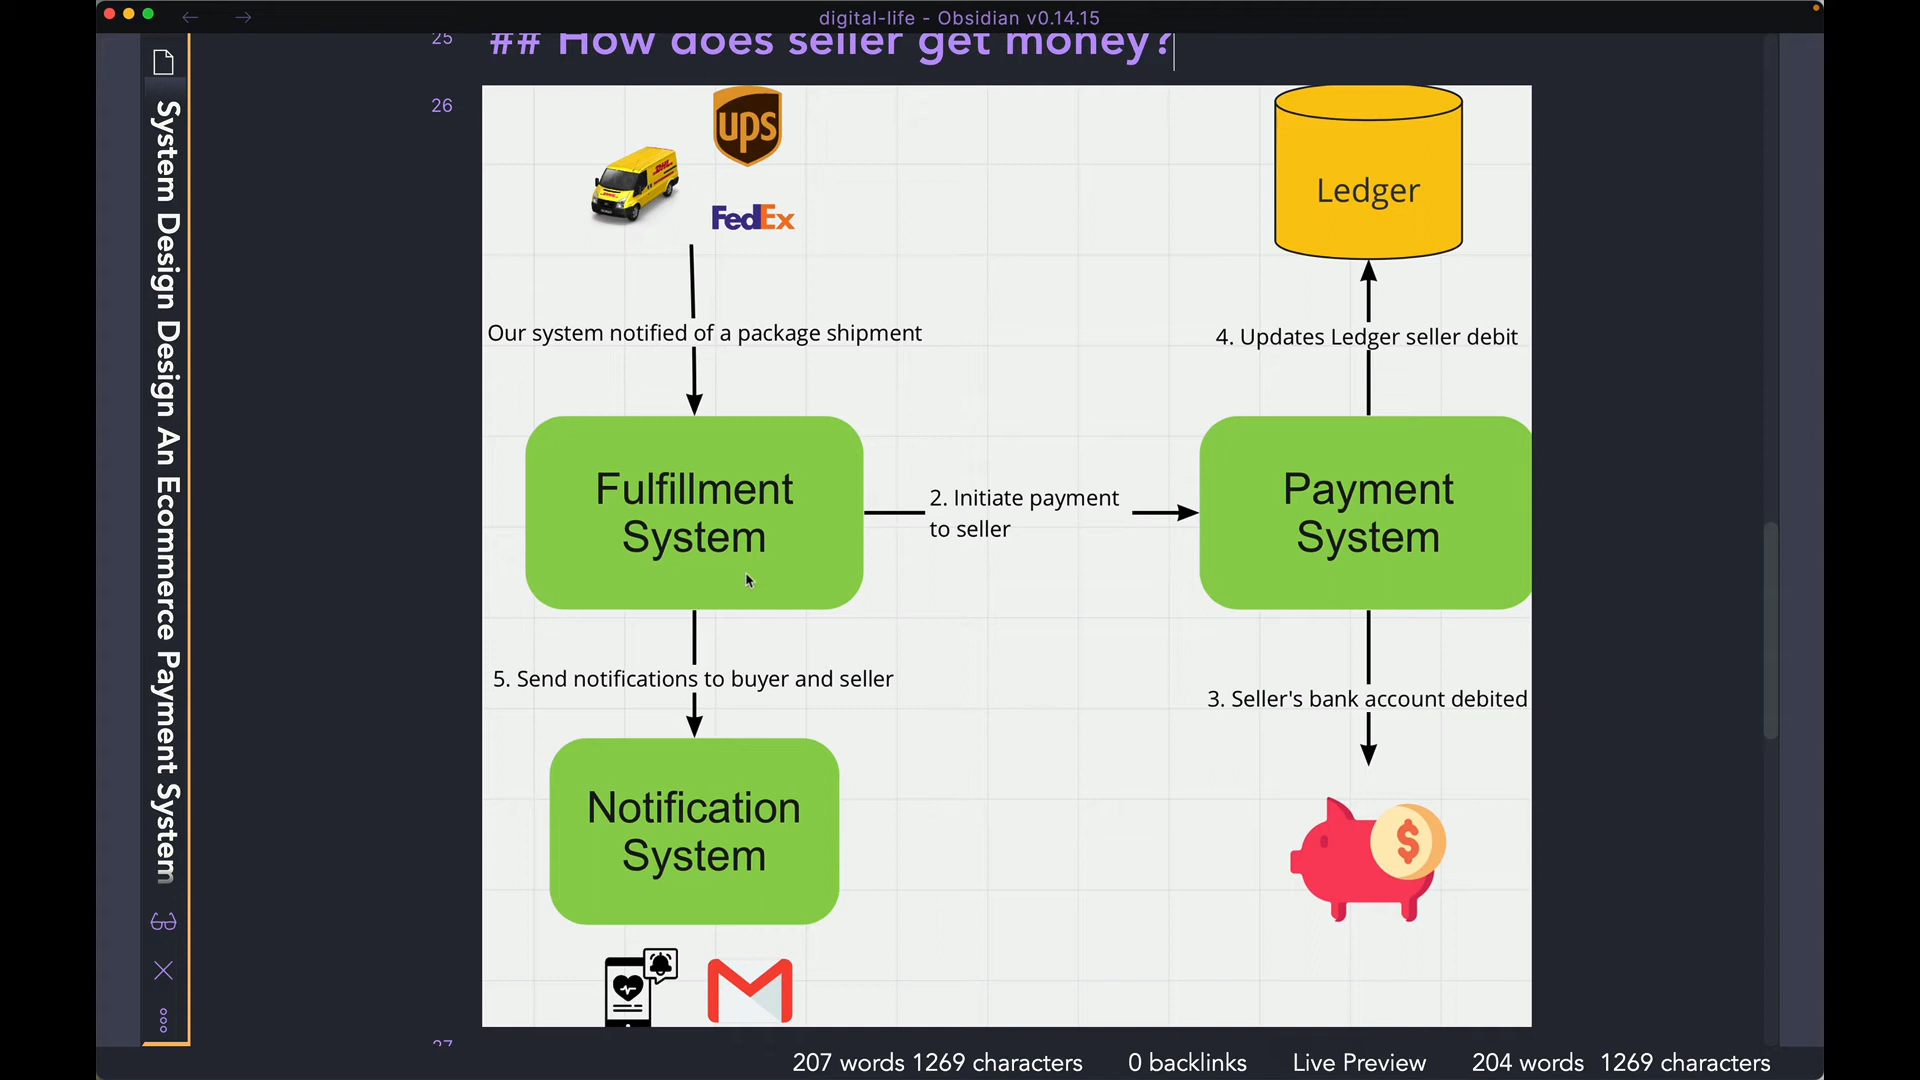 digital-life - Obsidian v0.14.15
System Design Design An Ecommerce Payment System
25
## How does seller get money?
26
ups
FedEx
Ledger
Our system notified of a package shipment
4. Updates Ledger seller debit
Fulfillment
System
2. Initiate payment
to seller
Payment
System
5. Send notifications to buyer and seller
3. Seller's bank account debited
Notification
System
$
27
207 words 1269 characters
0 backlinks
Live Preview
204 words
1269 characters